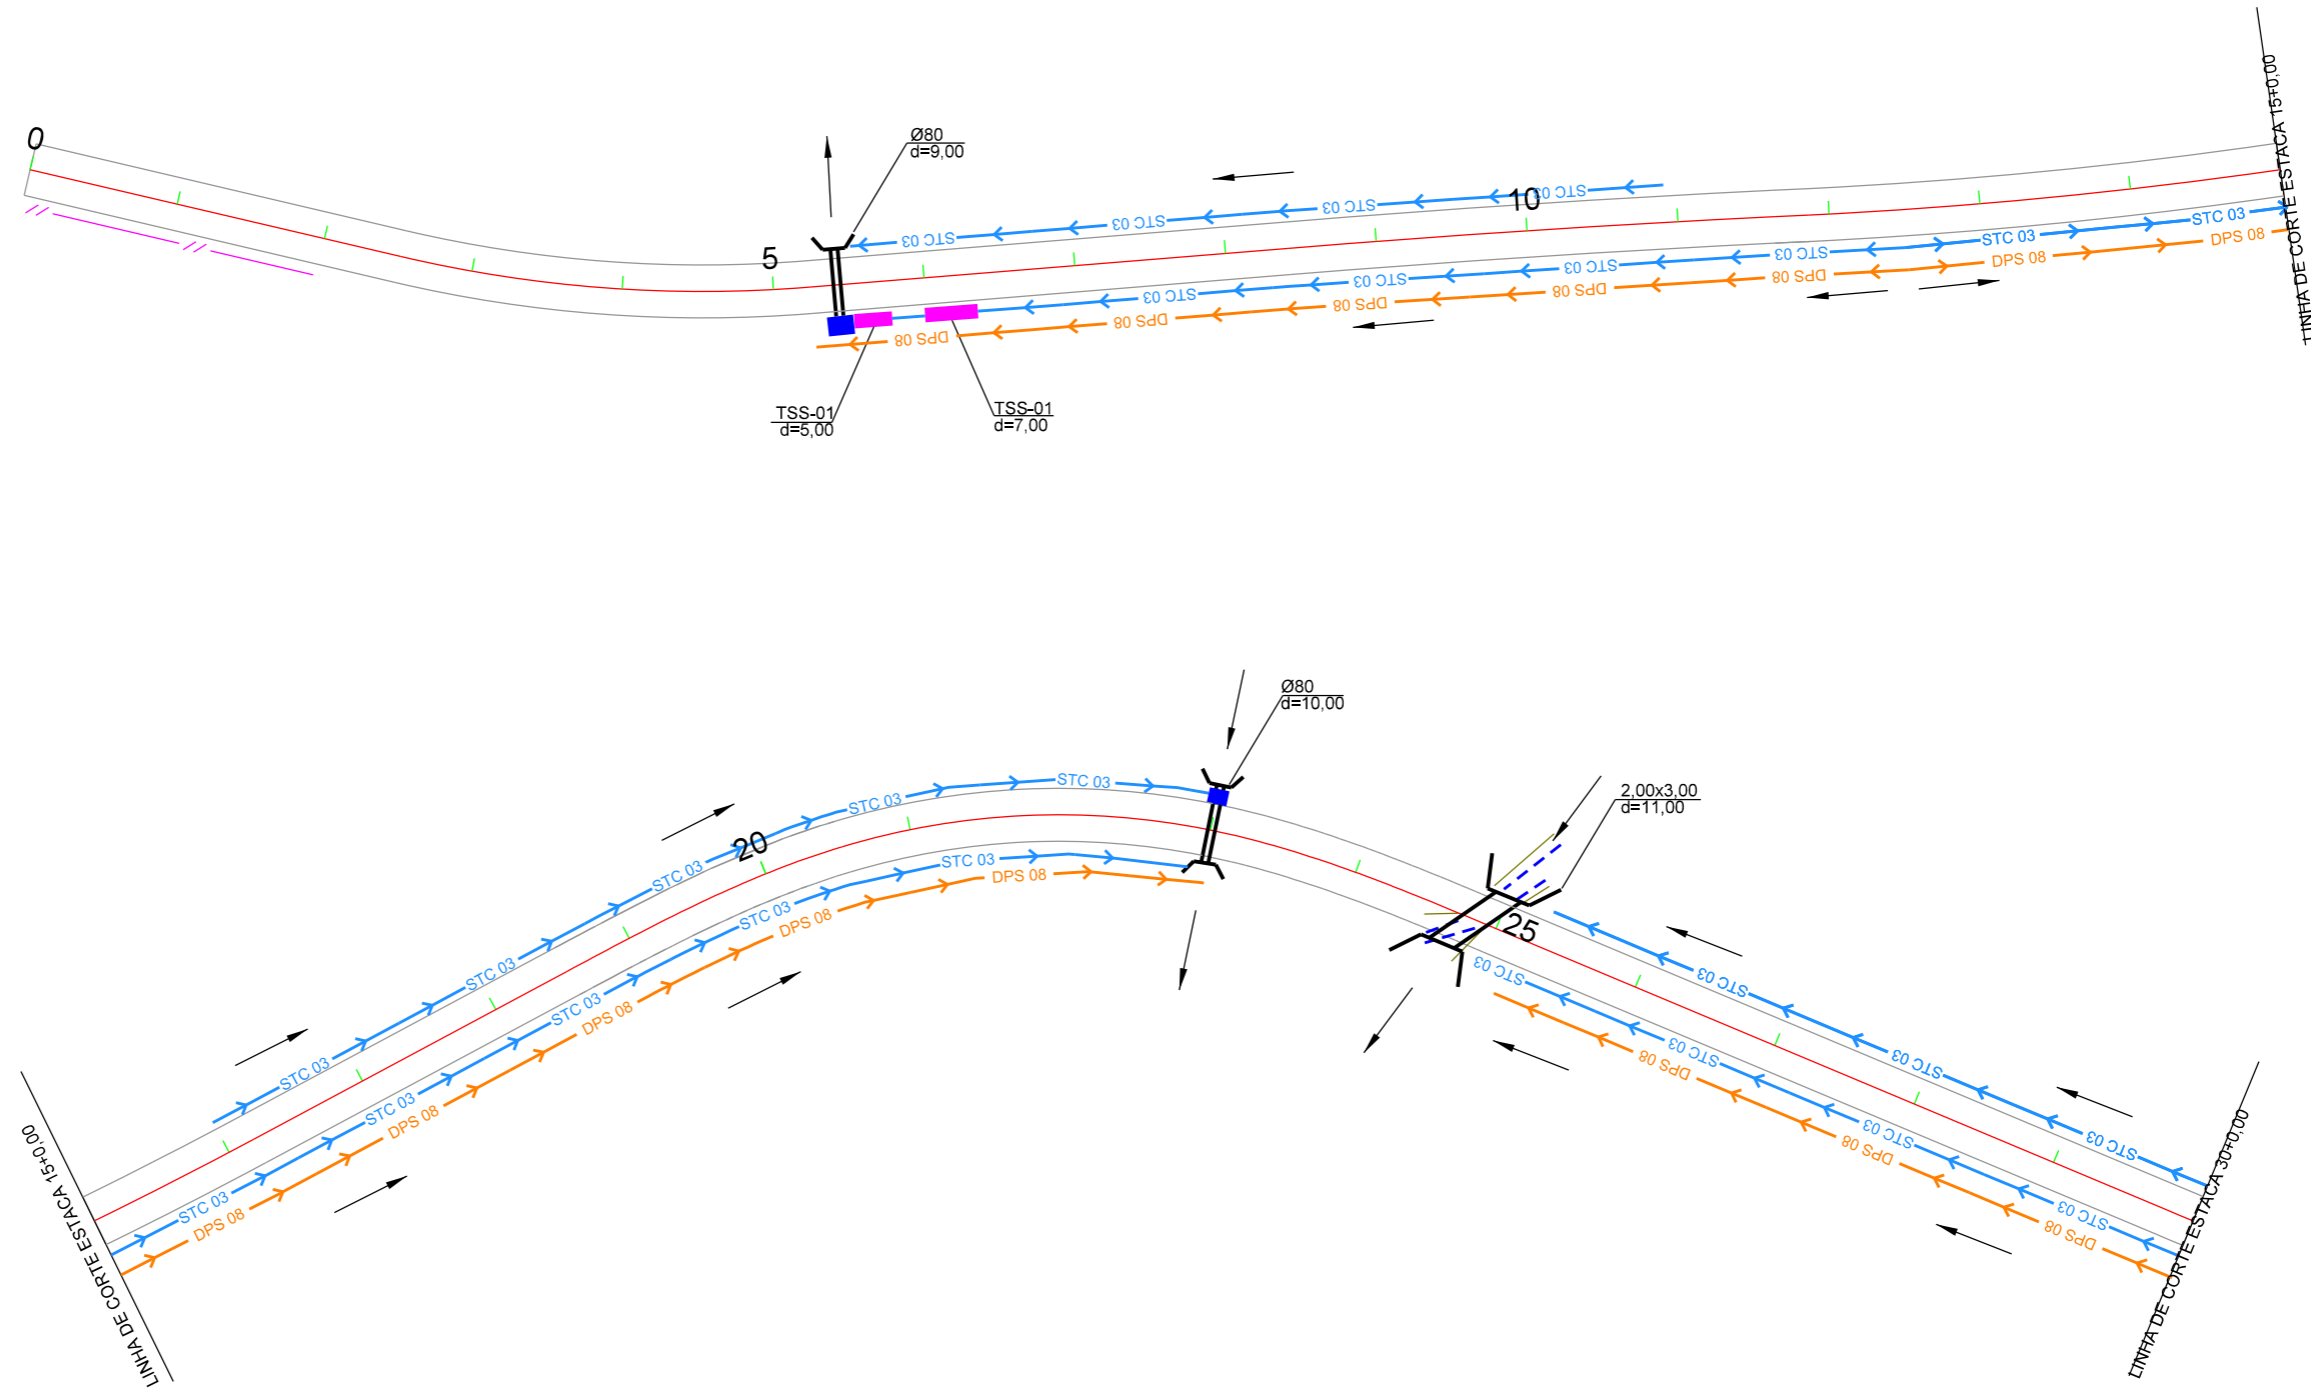 0
5
10
Ø80
d=9,00
STC 03
STC 03
STC 03
STC 03
STC 03
STC 03
STC 03
STC 03
STC 03
STC 03
DPS 08
DPS 08
DPS 08
DPS 08
DPS 08
DPS 08
DPS 08
TSS-01
d=5,00
TSS-01
d=7,00
LINHA DE CORTE ESTACA 15+0,00
LINHA DE CORTE ESTACA 15+0,00
20
25
Ø80
d=10,00
2,00x3,00
d=11,00
STC 03
STC 03
STC 03
STC 03
STC 03
STC 03
STC 03
STC 03
STC 03
STC 03
DPS 08
DPS 08
DPS 08
DPS 08
DPS 08
STC 03
STC 03
STC 03
STC 03
STC 03
STC 03
STC 03
DPS 08
DPS 08
DPS 08
LINHA DE CORTE ESTACA 30+0,00